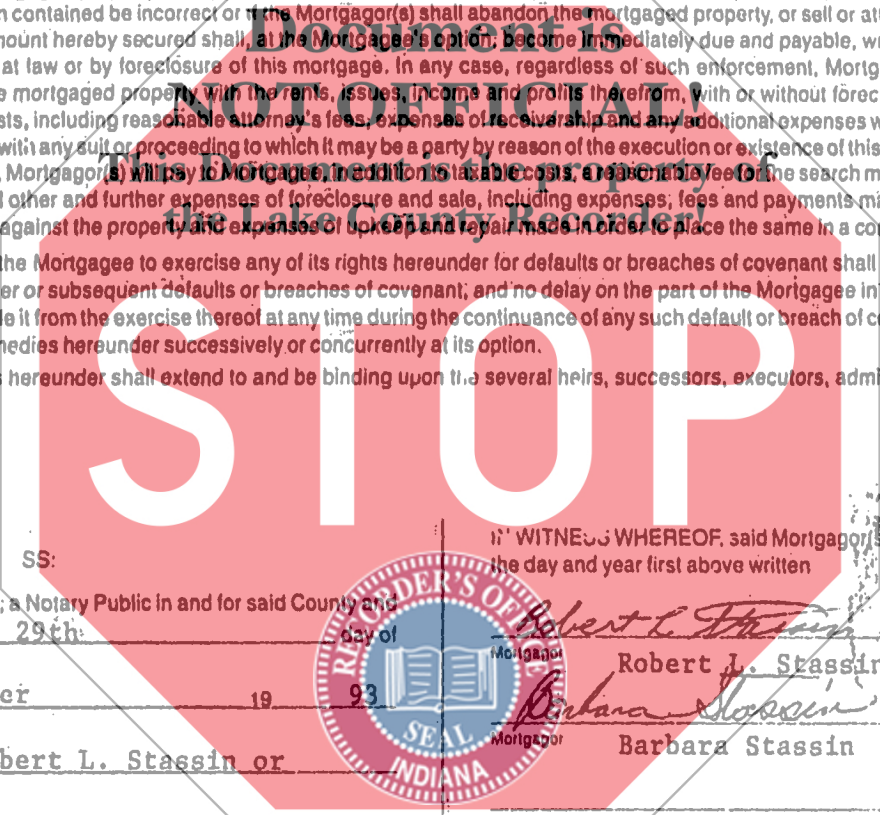 n contained be incorrect or if the Mortgagor(s) shall abandon the mortgaged property, or sell or at
Document is
mount hereby secured shall, at the Mortgagee's option, become immediately due and payable, w
at law or by foreclosure of this mortgage. In any case, regardless of such enforcement, Mortg
NOT OFFICIAL!
e mortgaged property with the rents, issues, income and profits therefrom, with or without forec
sts, including reasonable attorney's fees, expenses of receivership and any additional expenses w
with any suit or proceeding to which it may be a party by reason of the execution or existence of this
This Document is the property of
, Mortgagor(s) will pay to Mortgagee, in addition to taxable costs, a reasonable fee for the search m
l other and further expenses of foreclosure and sale, including expenses, fees and payments ma
the Lake County Recorder!
against the property and expenses of upkeep and repair made in order to place the same in a con
the Mortgagee to exercise any of its rights hereunder for defaults or breaches of covenant shall
er or subsequent defaults or breaches of covenant; and no delay on the part of the Mortgagee in
de it from the exercise thereof at any time during the continuance of any such default or breach of co
medies hereunder successively or concurrently at its option.
s hereunder shall extend to and be binding upon the several heirs, successors, executors, admi
STOP
IN WITNESS WHEREOF, said Mortgagor(s
the day and year first above written
SS:
; a Notary Public in and for said County and
29th day of
er 19 93
bert L. Stassin or
Robert L. Stassin
Mortgagor
Robert L. Stassin
Barbara Stassin
Mortgagor
Barbara Stassin
RECORDER'S OFFICE
SEAL
INDIANA